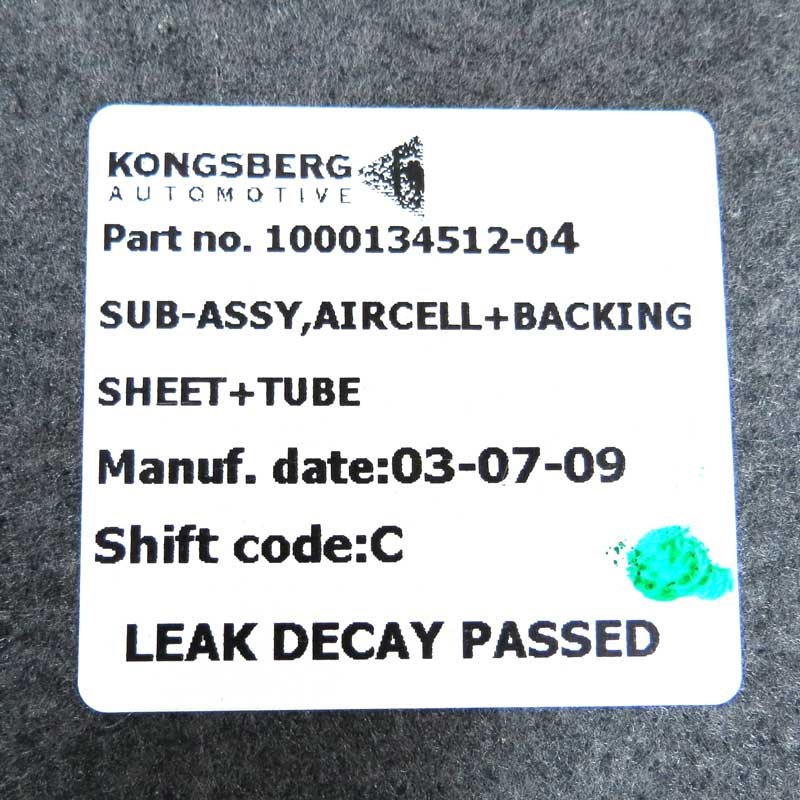 KONGSBERG
AUTOMOTIVE
Part no. 1000134512-04
SUB-ASSY,AIRCELL+BACKING
SHEET+TUBE
Manuf. date:03-07-09
Shift code:C
LEAK DECAY PASSED